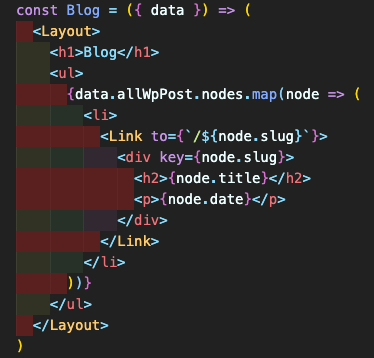 const Blog = ({ data }) => (
  <Layout>
    <h1>Blog</h1>
    <ul>
      {data.allWpPost.nodes.map(node => (
        <li>
          <Link to={`/${node.slug}`}>
            <div key={node.slug}>
              <h2>{node.title}</h2>
              <p>{node.date}</p>
            </div>
          </Link>
        </li>
      ))}
    </ul>
  </Layout>
)